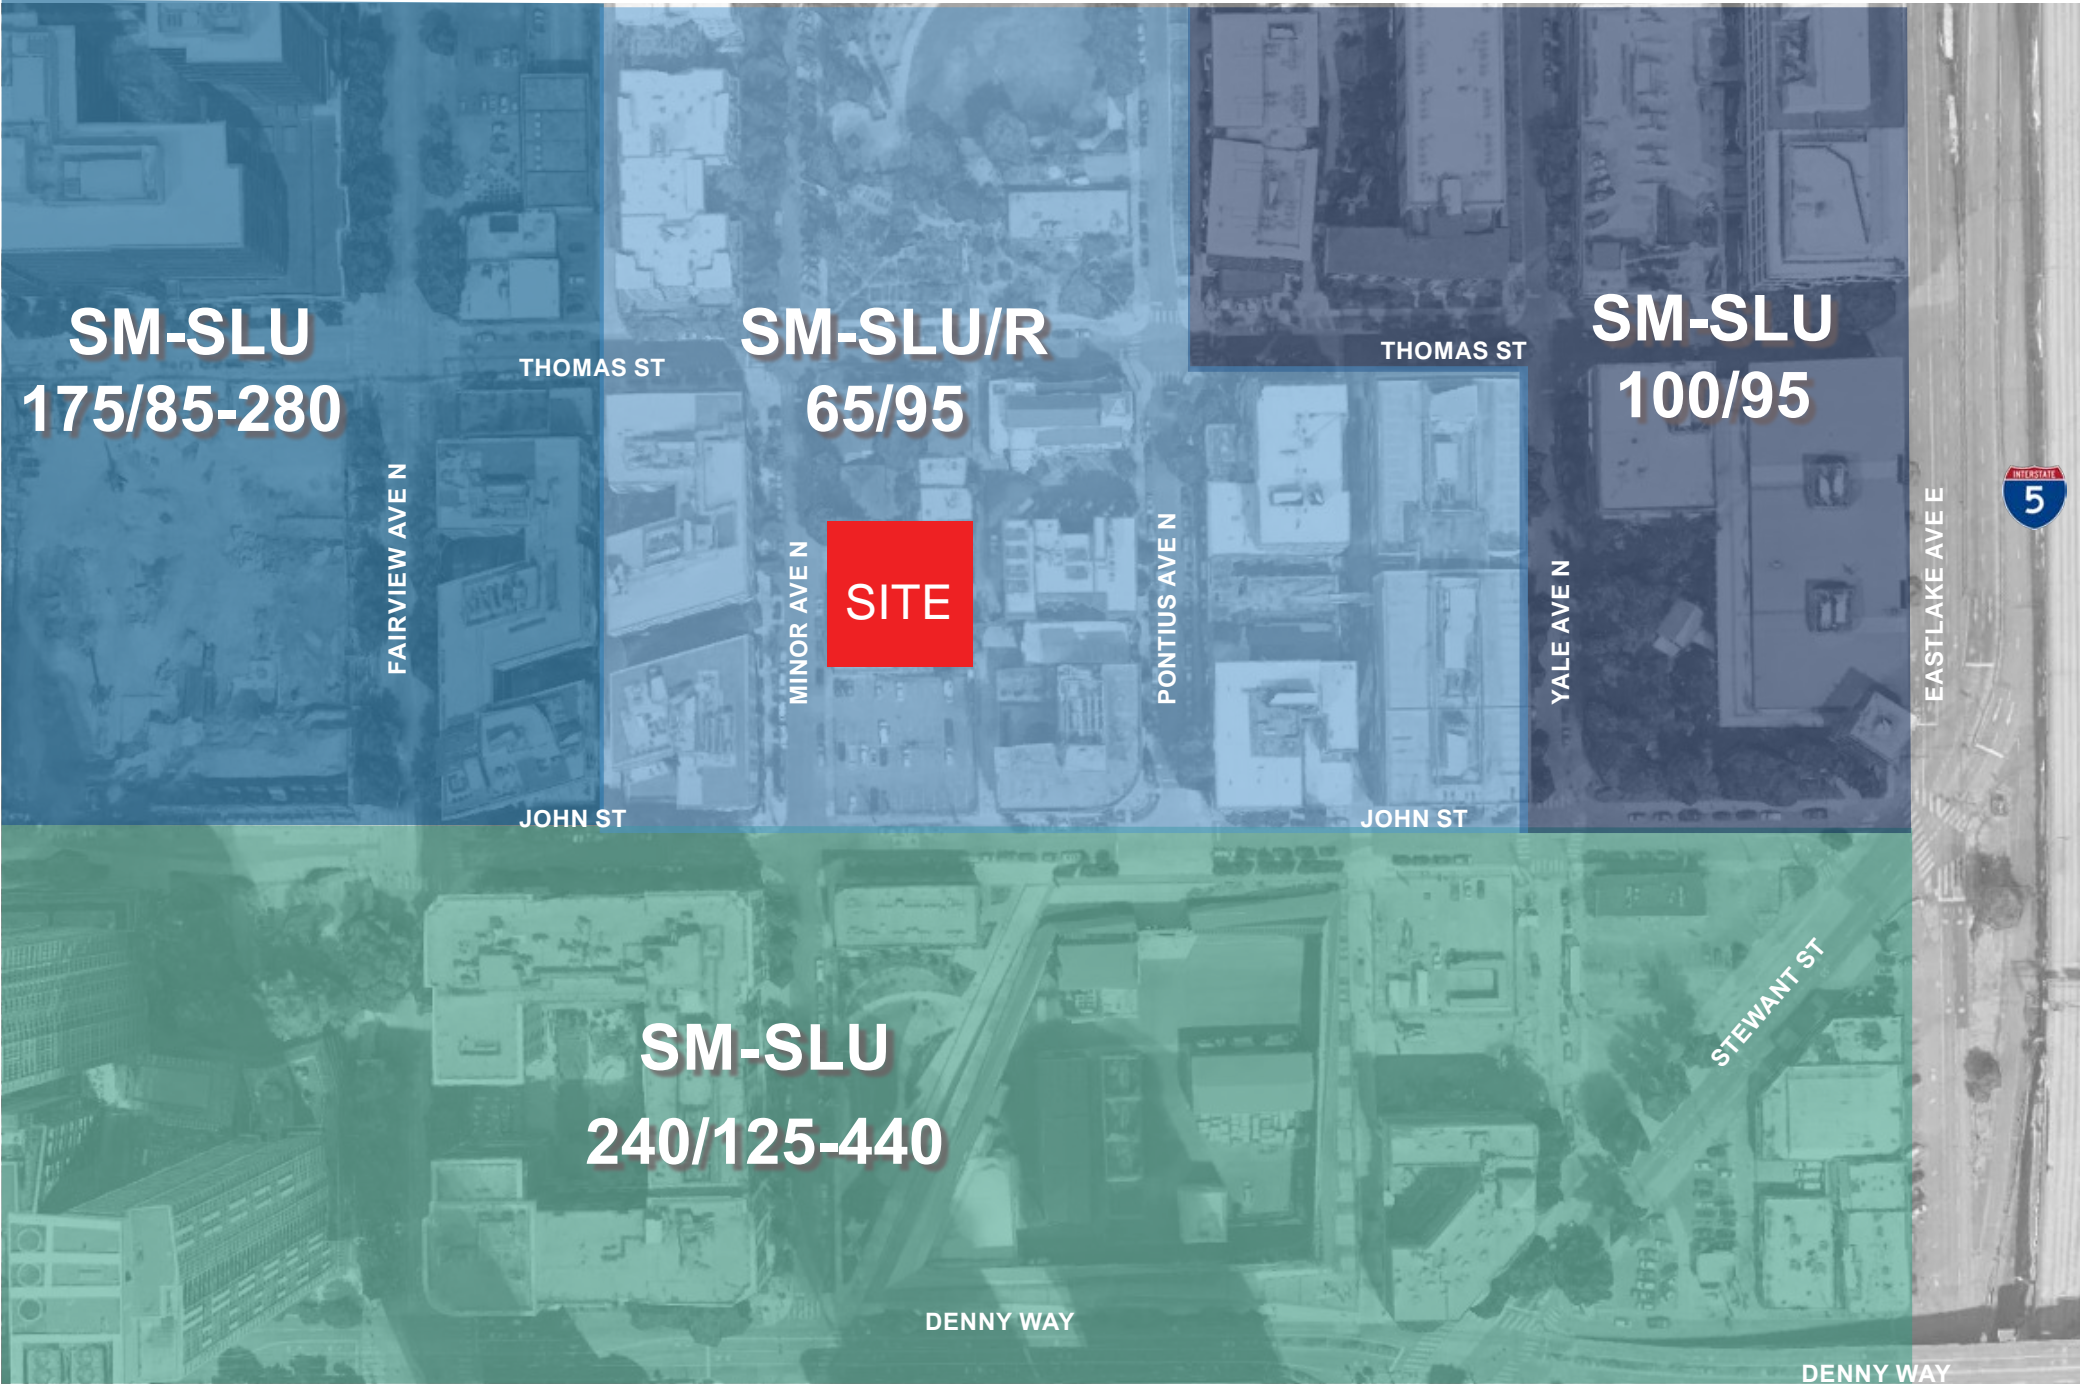 SM-SLU
175/85-280
SM-SLU/R
65/95
SM-SLU
100/95
THOMAS ST
THOMAS ST
FAIRVIEW AVE N
MINOR AVE N
SITE
PONTIUS AVE N
YALE AVE N
EASTLAKE AVE E
INTERSTATE
5
JOHN ST
JOHN ST
SM-SLU
240/125-440
STEWANT ST
DENNY WAY
DENNY WAY